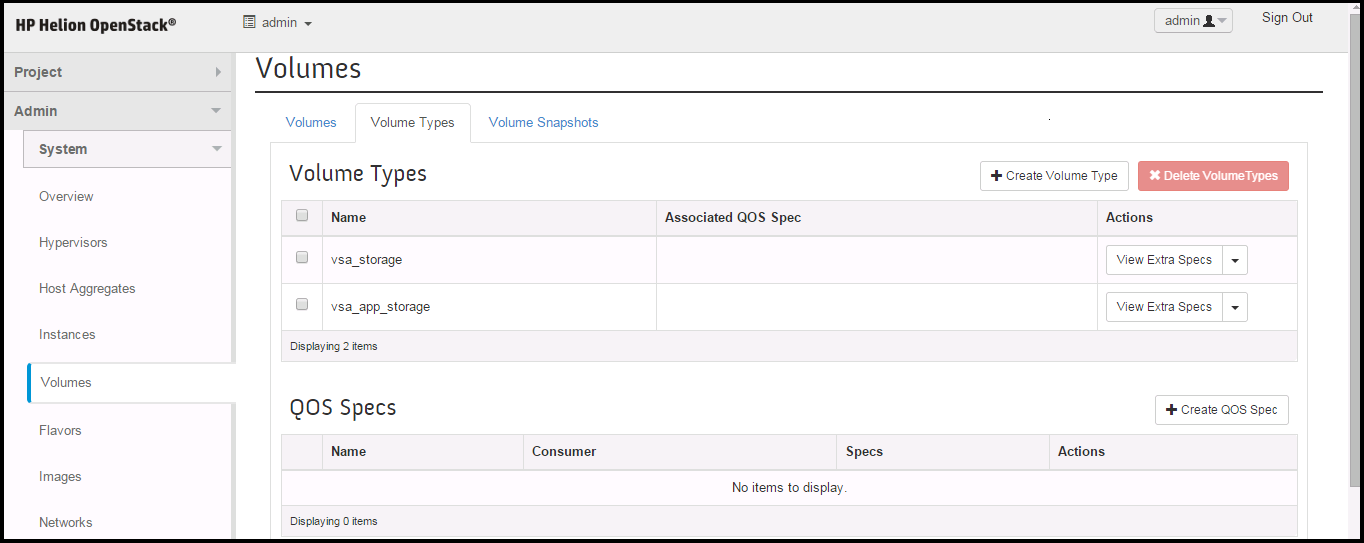 HP Helion OpenStack®
admin
admin
Sign Out
Project
Admin
System
Overview
Hypervisors
Host Aggregates
Instances
Volumes
Flavors
Images
Networks
Volumes
Volumes Volume Types Volume Snapshots
Volume Types
Create Volume Type
Delete VolumeTypes
Name Associated QOS Spec Actions
vsa_storage View Extra Specs
vsa_app_storage View Extra Specs
Displaying 2 items
QOS Specs
Create QOS Spec
Name Consumer Specs Actions
No items to display.
Displaying 0 items